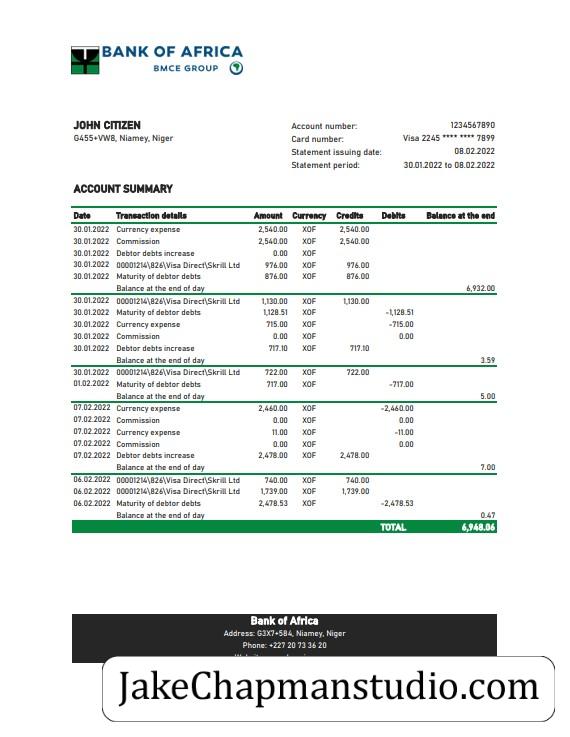 BANK OF AFRICA
BMCE GROUP
JOHN CITIZEN
G455+VW8, Niamey, Niger
Account number: 1234567890
Card number: Visa 2245 **** **** 7899
Statement issuing date: 08.02.2022
Statement period: 30.01.2022 to 08.02.2022
ACCOUNT SUMMARY
Date Transaction details Amount Currency Credits Debits Balance at the end
30.01.2022 Currency expense 2,540.00 XOF 2,540.00
30.01.2022 Commission 2,540.00 XOF 2,540.00
30.01.2022 Debtor debts increase 0.00 XOF
30.01.2022 00001214\826\Visa Direct\Skrill Ltd 976.00 XOF 976.00
30.01.2022 Maturity of debtor debts 876.00 XOF 876.00
Balance at the end of day 6,932.00
30.01.2022 00001214\826\Visa Direct\Skrill Ltd 1,130.00 XOF 1,130.00
30.01.2022 Maturity of debtor debts 1,128.51 XOF -1,128.51
30.01.2022 Currency expense 715.00 XOF -715.00
30.01.2022 Commission 0.00 XOF 0.00
30.01.2022 Debtor debts increase 717.10 XOF 717.10
Balance at the end of day 3.59
30.01.2022 00001214\826\Visa Direct\Skrill Ltd 722.00 XOF 722.00
01.02.2022 Maturity of debtor debts 717.00 XOF -717.00
Balance at the end of day 5.00
07.02.2022 Currency expense 2,460.00 XOF -2,460.00
07.02.2022 Commission 0.00 XOF 0.00
07.02.2022 Currency expense 11.00 XOF -11.00
07.02.2022 Commission 0.00 XOF 0.00
07.02.2022 Debtor debts increase 2,478.00 XOF 2,478.00
Balance at the end of day 7.00
06.02.2022 00001214\826\Visa Direct\Skrill Ltd 740.00 XOF 740.00
06.02.2022 00001214\826\Visa Direct\Skrill Ltd 1,739.00 XOF 1,739.00
06.02.2022 Maturity of debtor debts 2,478.53 XOF -2,478.53
Balance at the end of day 0.47
TOTAL 6,948.06
Bank of Africa
Address: G3X7+584, Niamey, Niger
Phone: +227 20 73 36 20
JakeChapmanstudio.com